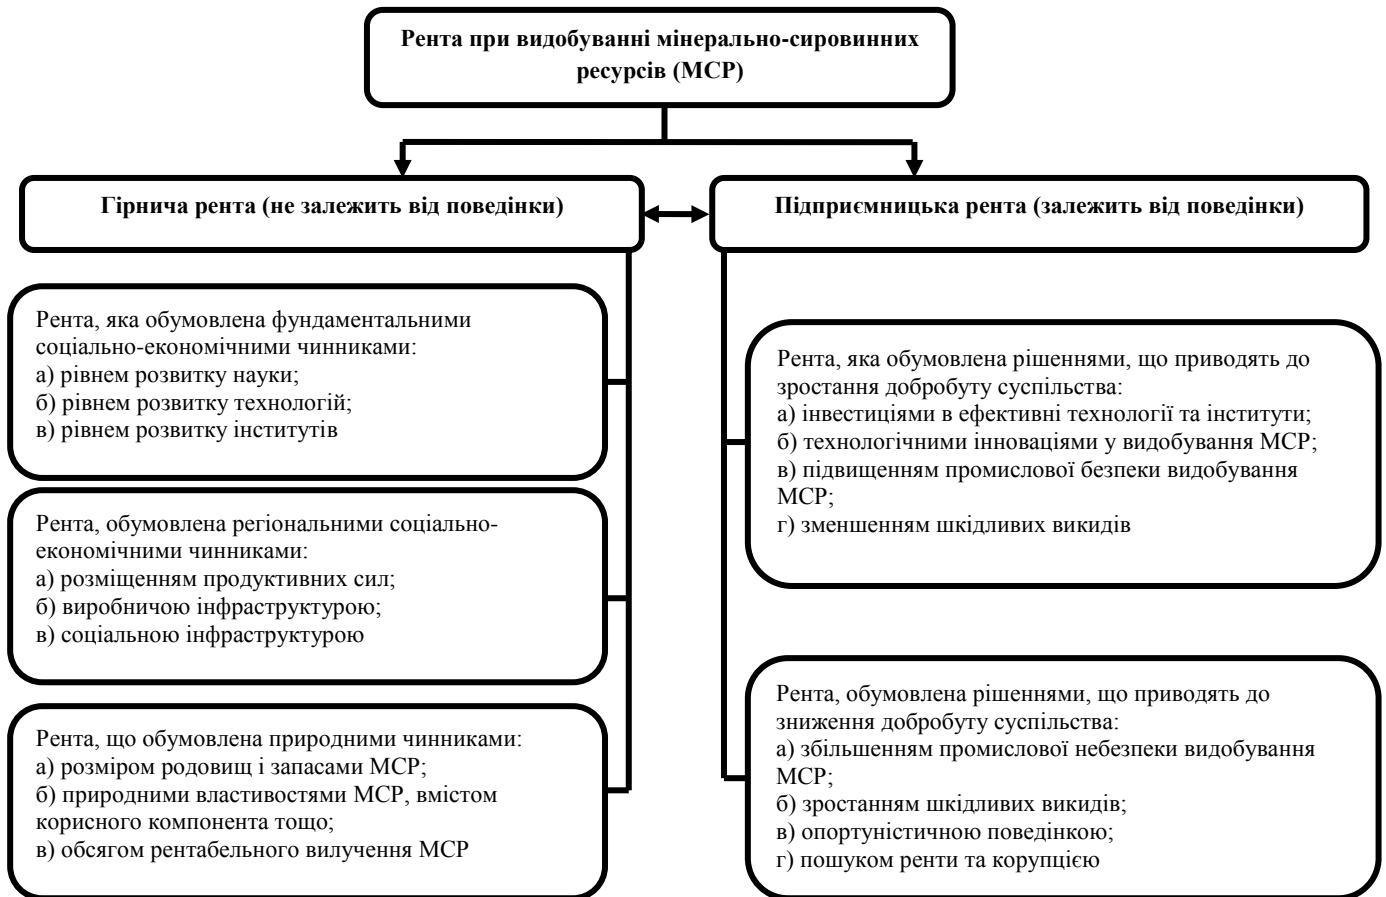 Рента при видобуванні мінерально-сировинних
ресурсів (МСР)
Гірнича рента (не залежить від поведінки)
Підприємницька рента (залежить від поведінки)
Рента, яка обумовлена фундаментальними
соціально-економічними чинниками:
а) рівнем розвитку науки;
б) рівнем розвитку технологій;
в) рівнем розвитку інститутів
Рента, обумовлена регіональними соціально-
економічними чинниками:
а) розміщенням продуктивних сил;
б) виробничою інфраструктурою;
в) соціальною інфраструктурою
Рента, що обумовлена природними чинниками:
а) розміром родовищ і запасами МСР;
б) природними властивостями МСР, вмістом
корисного компонента тощо;
в) обсягом рентабельного вилучення МСР
Рента, яка обумовлена рішеннями, що приводять до
зростання добробуту суспільства:
а) інвестиціями в ефективні технології та інститути;
б) технологічними інноваціями у видобування МСР;
в) підвищенням промислової безпеки видобування
МСР;
г) зменшенням шкідливих викидів
Рента, обумовлена рішеннями, що приводять до
зниження добробуту суспільства:
а) збільшенням промислової небезпеки видобування
МСР;
б) зростанням шкідливих викидів;
в) опортуністичною поведінкою;
г) пошуком ренти та корупцією